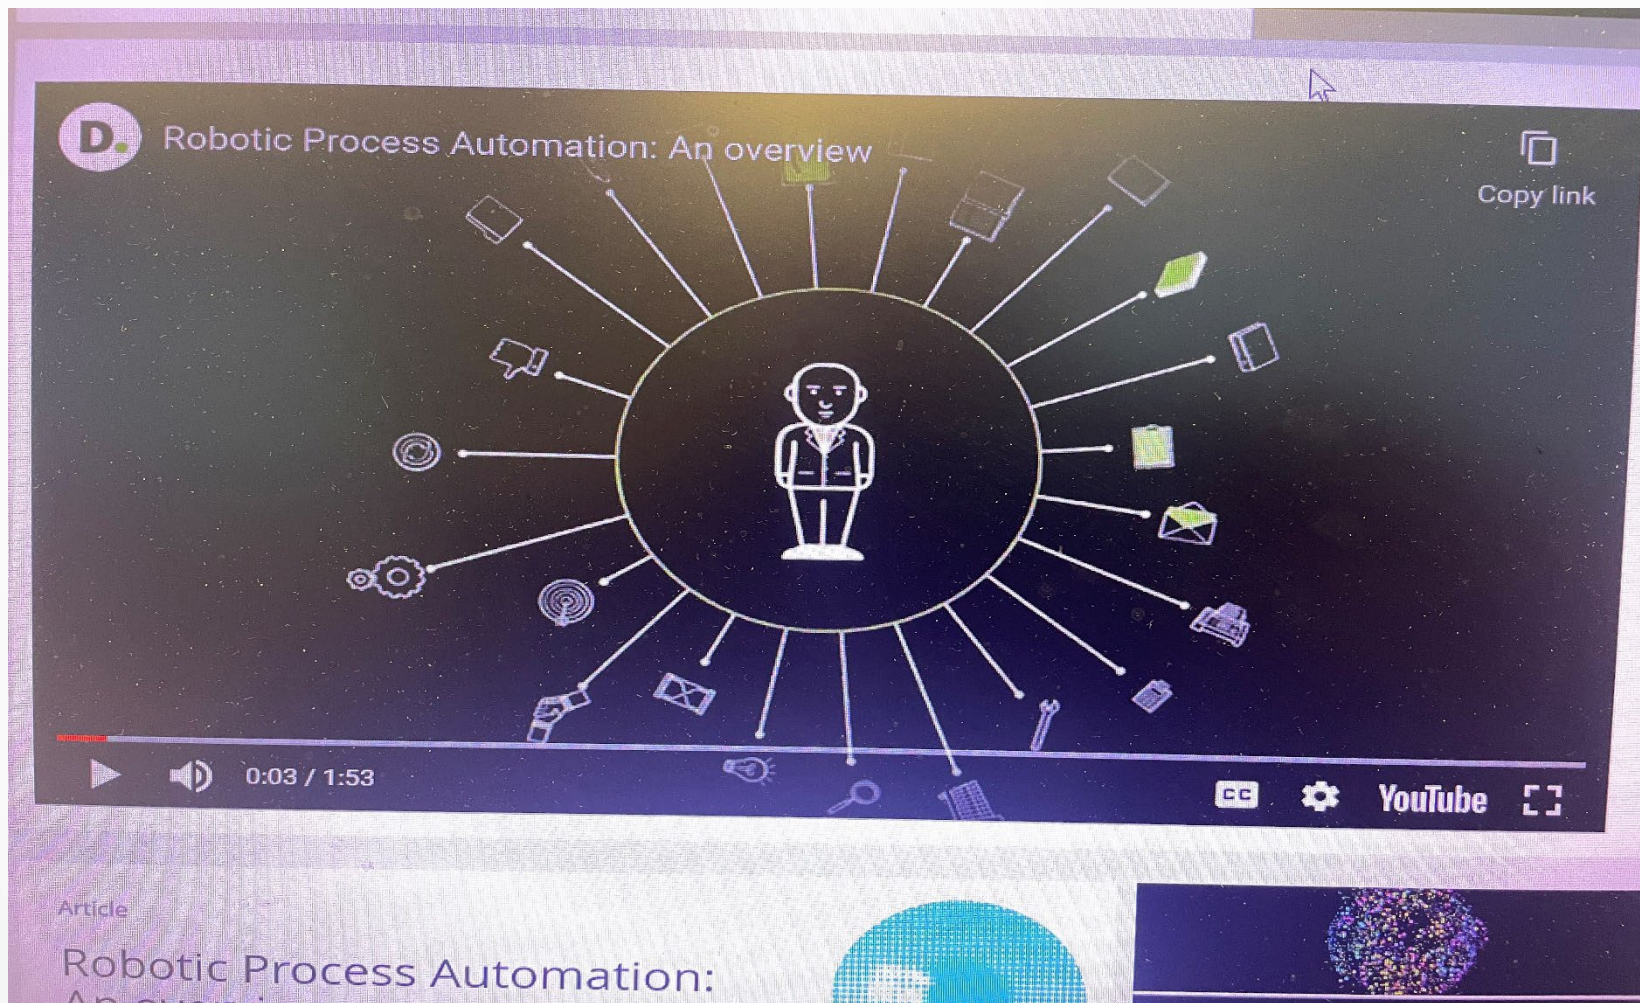 D.
Robotic Process Automation: An overview
Copy link
0:03 / 1:53
CC
YouTube
Article
Robotic Process Automation: